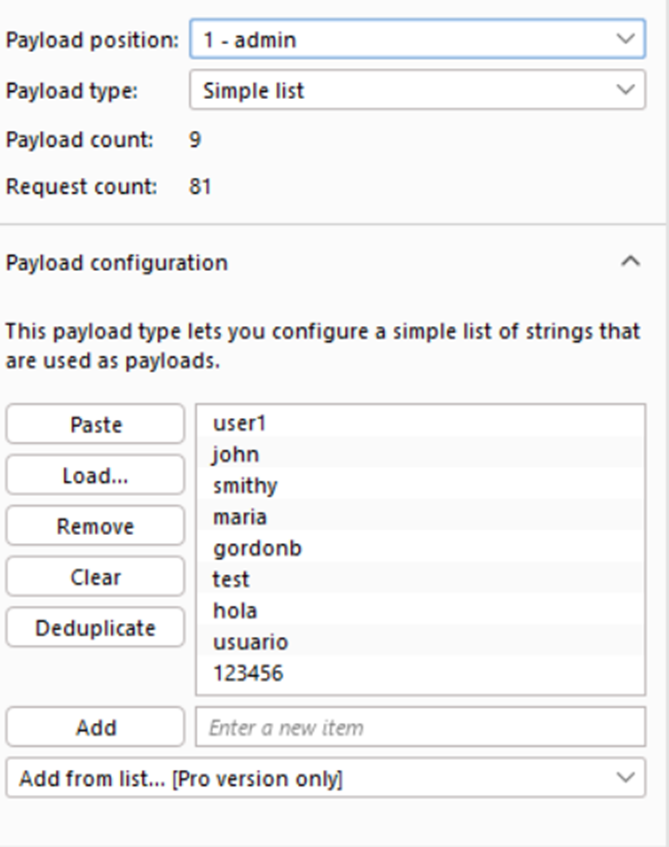 Payload position: 1 - admin
Payload type: Simple list
Payload count: 9
Request count: 81
Payload configuration
This payload type lets you configure a simple list of strings that
are used as payloads.
Paste
Load...
Remove
Clear
Deduplicate
user1
john
smithy
maria
gordonb
test
hola
usuario
123456
Add
Enter a new item
Add from list... [Pro version only]